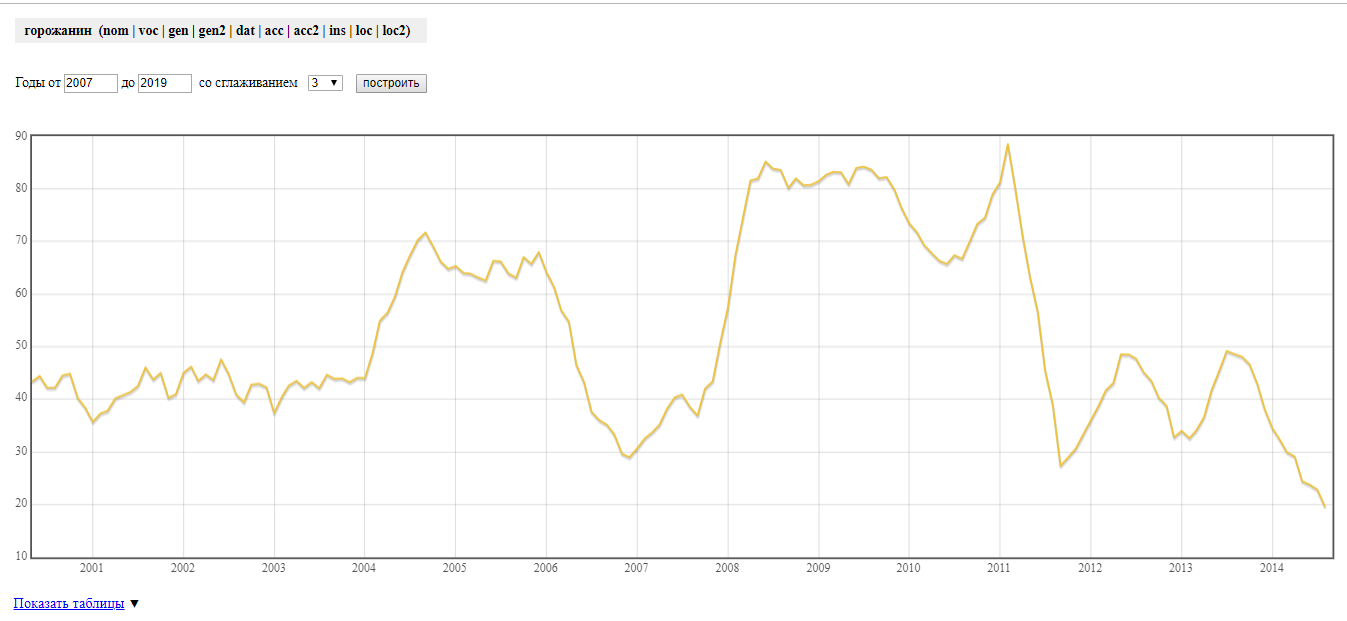 горожанин (nom | voc | gen | gen2 | dat | acc | acc2 | ins | loc | loc2)
Годы от 2007 до 2019 со сглаживанием 3 ▼ построить
90
80
70
60
50
40
30
20
10
2001 2002 2003 2004 2005 2006 2007 2008 2009 2010 2011 2012 2013 2014
Показать таблицы ▼